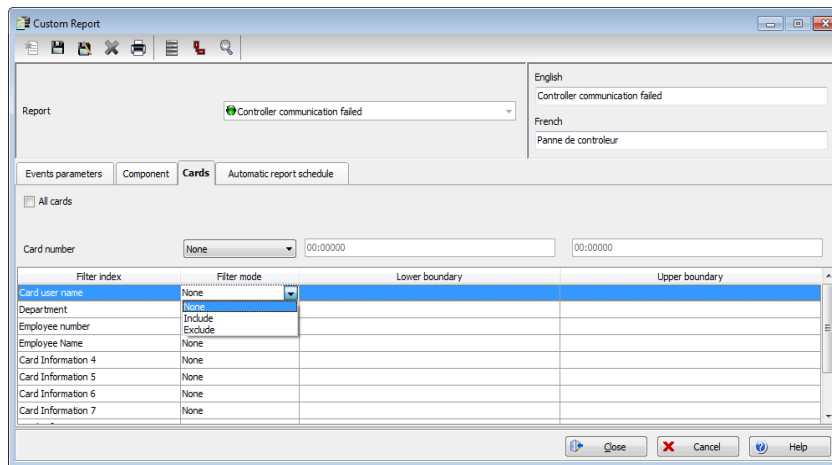 Custom Report
English
Controller communication failed
Report
Controller communication failed
French
Panne de controleur
Events parameters
Component
Cards
Automatic report schedule
All cards
Card number
None
00:00000
00:00000
Filter index
Filter mode
Lower boundary
Upper boundary
Card user name
None
Department
None
Employee number
Include
Exclude
Employee Name
None
Card Information 4
None
Card Information 5
None
Card Information 6
None
Card Information 7
None
Close
Cancel
Help